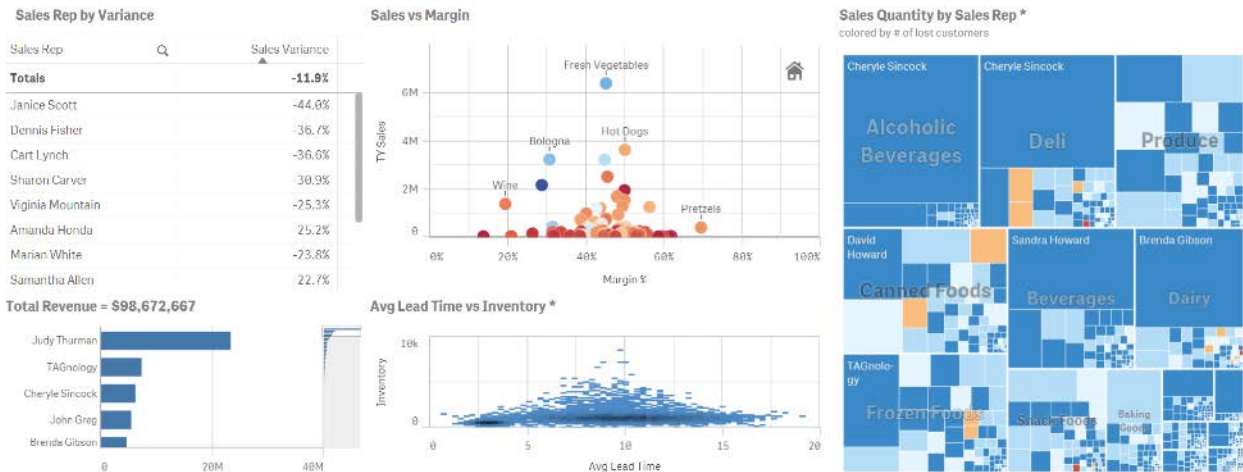 Sales Rep by Variance
Sales Rep
Sales Variance
Totals
-11.9%
Janice Scott
-44.0%
Dennis Fisher
-36.7%
Cart Lynch
-36.6%
Sharon Carver
30.9%
Viginia Mountain
-25.3%
Amanda Honda
25.2%
Marian White
-23.8%
Samantha Allen
22.7%
Total Revenue = $98,672,667
Judy Thurman
TAGnology
Cheryle Sincock
John Greg
Brenda Gibson
0
20M
40M
Sales vs Margin
TY Sales
6M
4M
2M
0
Fresh Vegetables
Bologna
Hot Dogs
Wine
Pretzels
0%
20%
40%
60%
80%
100%
Margin %
Avg Lead Time vs Inventory *
Inventory
10k
0
0
5
10
15
20
Avg Lead Time
Sales Quantity by Sales Rep *
colored by # of lost customers
Cheryle Sincock
Alcoholic
Beverages
Cheryle Sincock
Deli
Produce
David
Howard
Canned Foods
Sandra Howard
Beverages
Brenda Gibson
Dairy
TAGnolo-
gy
Frozen Foods
Snack Foods
Baking
Goods